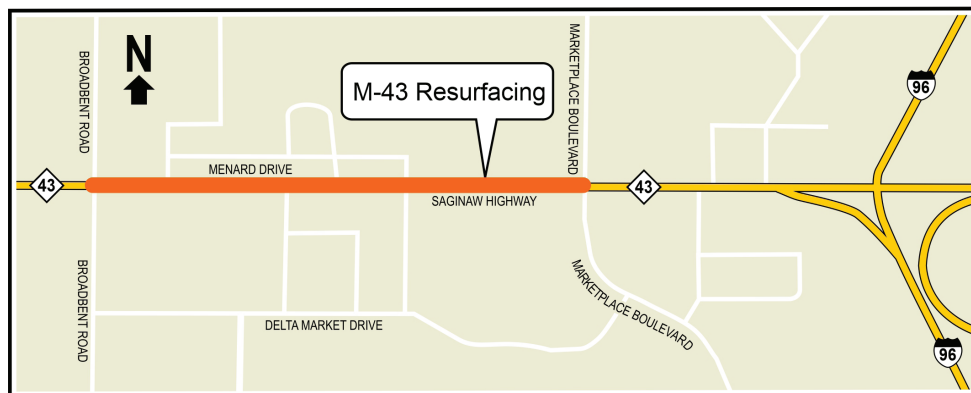 BROADBENT ROAD
N
MARKETPLACE BOULEVARD
96
M-43 Resurfacing
MENARD DRIVE
43
43
SAGINAW HIGHWAY
BROADBENT ROAD
MARKETPLACE BOULEVARD
DELTA MARKET DRIVE
96